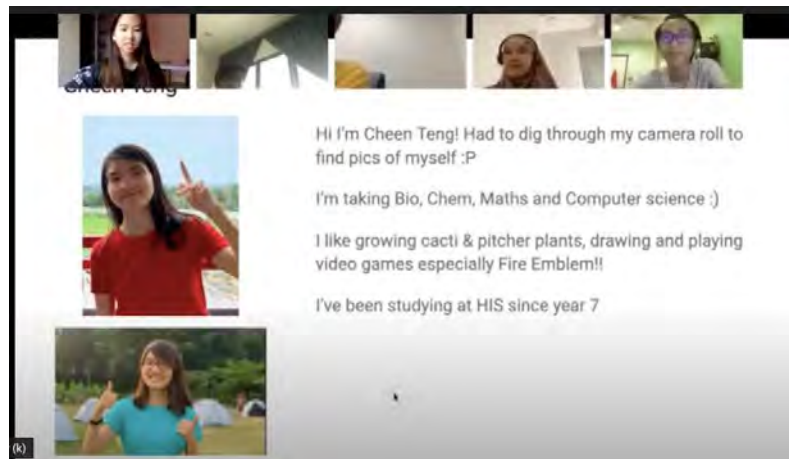 Cheen Teng
Hi I'm Cheen Teng! Had to dig through my camera roll to
find pics of myself :P
I'm taking Bio, Chem, Maths and Computer science :)
I like growing cacti & pitcher plants, drawing and playing
video games especially Fire Emblem!!
I've been studying at HIS since year 7
(k)